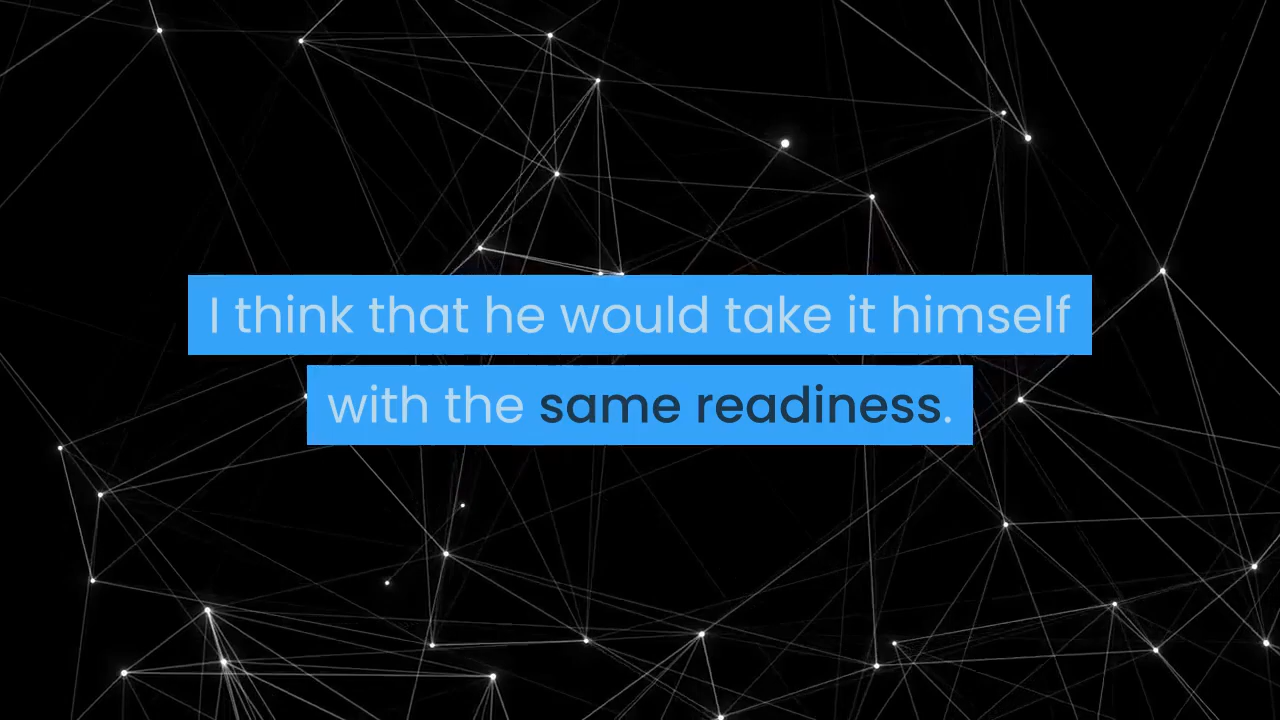 I think that he would take it himself
with the same readiness.